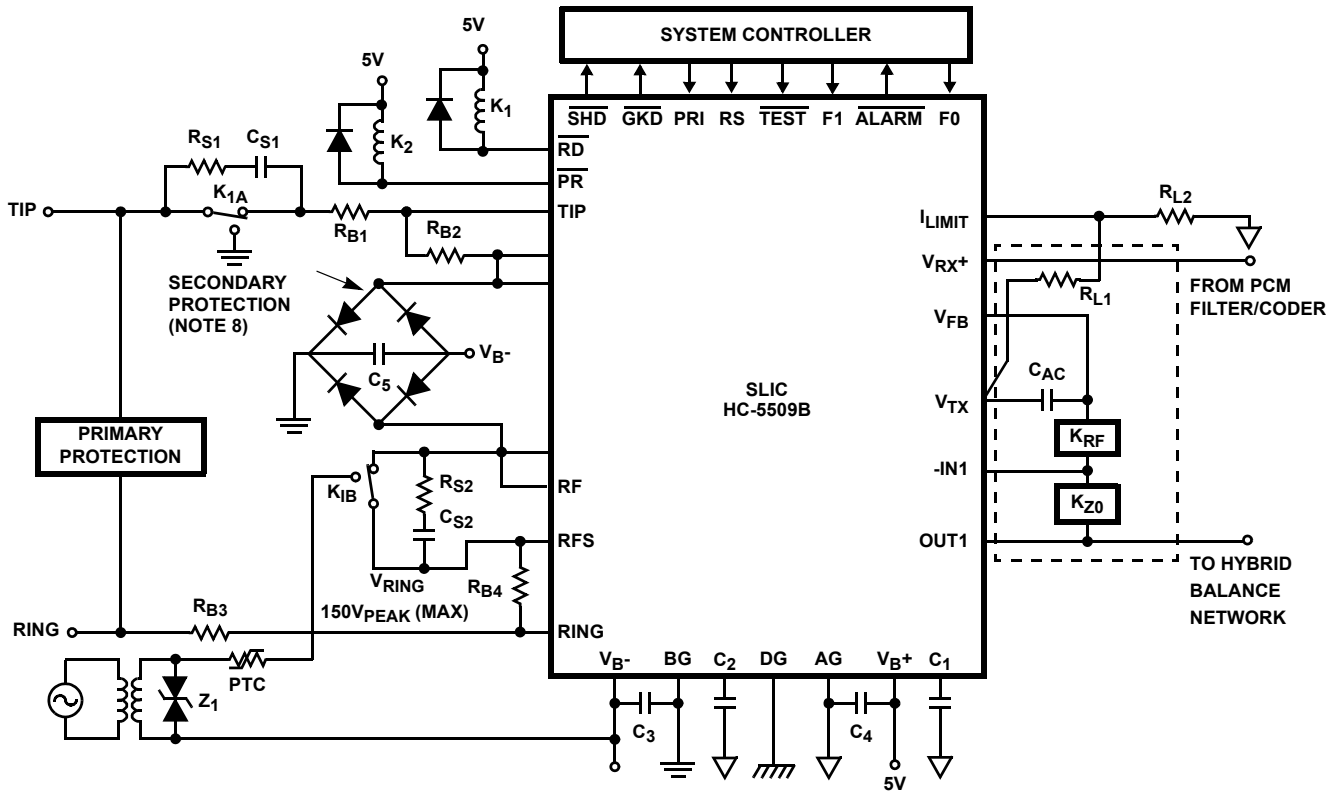 SYSTEM CONTROLLER
5V
5V
K1
K2
SHD GKD PRI RS TEST F1 ALARM F0
RD
PR
RS1 CS1
K1A
TIP
TIP
RB1
RB2
ILIMIT
RL2
VRX+
RL1
FROM PCM
FILTER/CODER
SECONDARY
PROTECTION
(NOTE 8)
VB-
C5
VFB
CAC
VTX
SLIC
HC-5509B
PRIMARY
PROTECTION
KRF
-IN1
KZ0
OUT1
TO HYBRID
BALANCE
NETWORK
KIB
RS2
CS2
RF
RFS
VRING
RB4
150VPEAK (MAX)
RB3
RING
RING
VB- BG C2 DG AG VB+ C1
PTC
Z1
C3
C4
5V